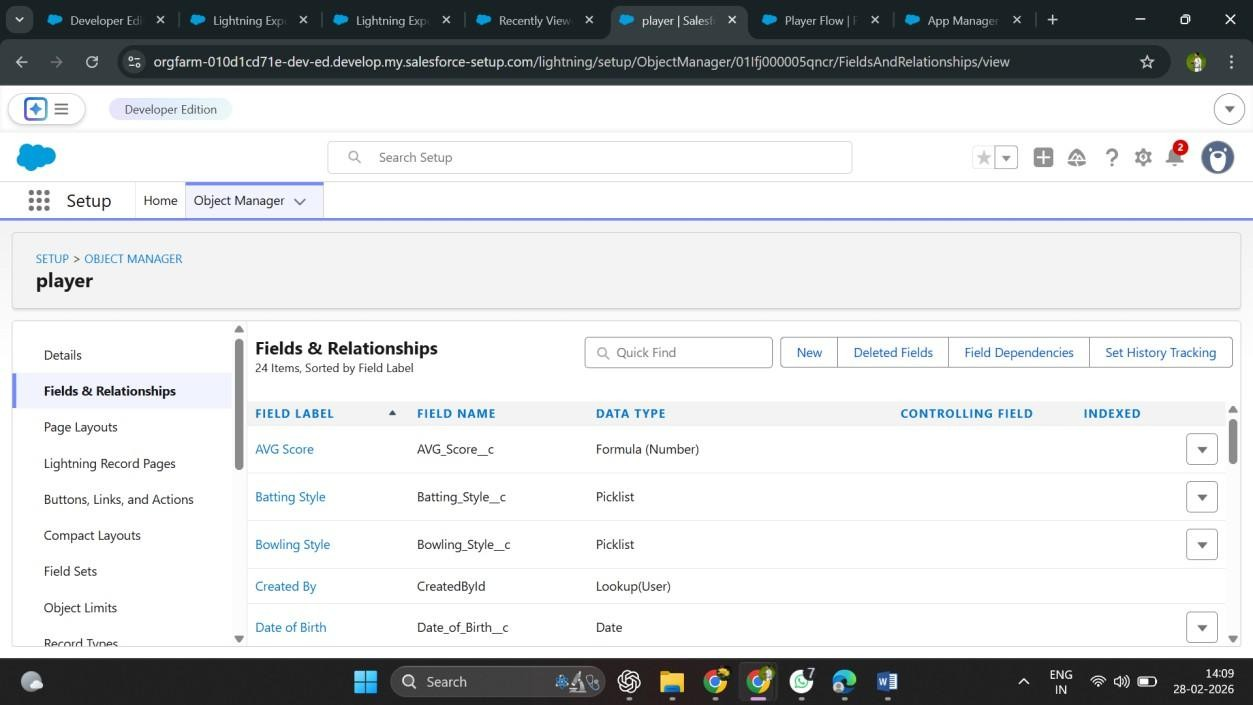 Developer Edi
Lightning Exp
Lightning Exp
Recently View
player | Salesf
Player Flow | F
App Manager
orgfarm-010d1cd71e-dev-ed.develop.my.salesforce-setup.com/lightning/setup/ObjectManager/01Ifj000005qncr/FieldsAndRelationships/view
Developer Edition
Search Setup
2
Setup
Home
Object Manager
SETUP > OBJECT MANAGER
player
Details
Fields & Relationships
Page Layouts
Lightning Record Pages
Buttons, Links, and Actions
Compact Layouts
Field Sets
Object Limits
Record Types
Fields & Relationships
24 Items, Sorted by Field Label
Quick Find
New
Deleted Fields
Field Dependencies
Set History Tracking
FIELD LABEL FIELD NAME DATA TYPE CONTROLLING FIELD INDEXED
AVG Score AVG_Score__c Formula (Number)
Batting Style Batting_Style__c Picklist
Bowling Style Bowling_Style__c Picklist
Created By CreatedById Lookup(User)
Date of Birth Date_of_Birth__c Date
Search
7
ENG
IN
14:09
28-02-2026